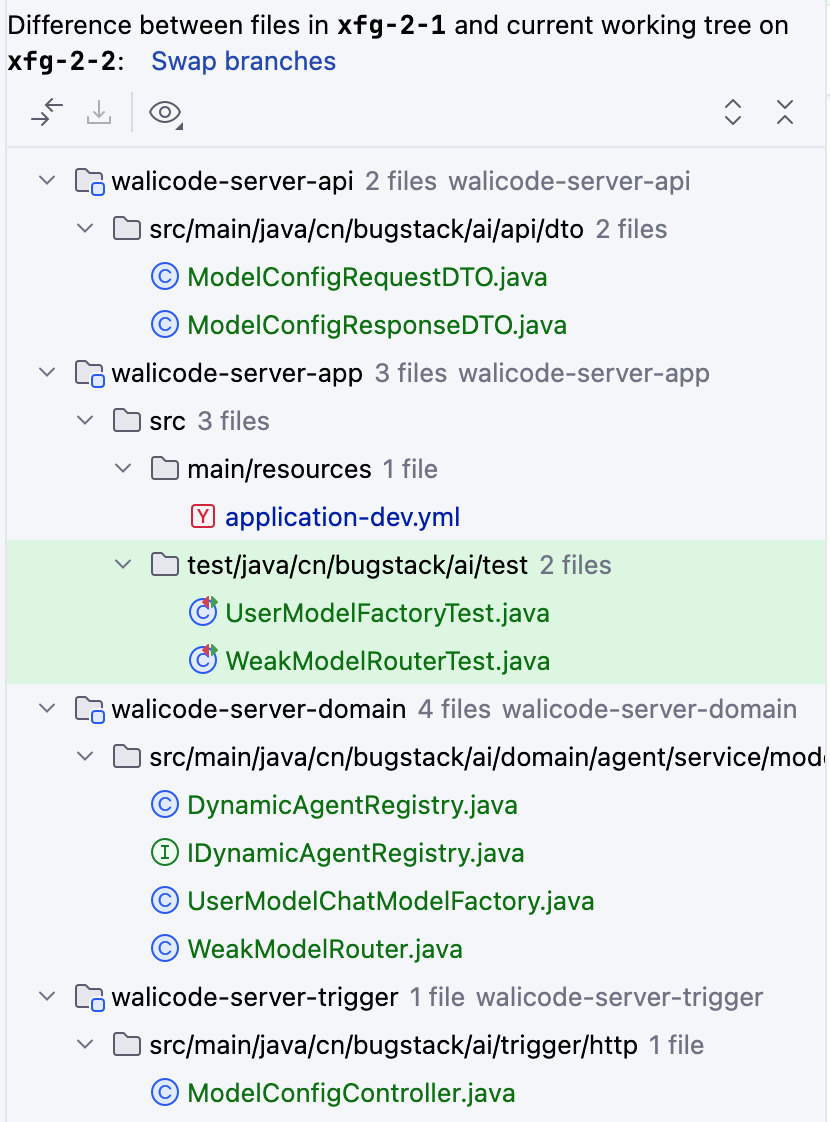 Difference between files in xfg-2-1 and current working tree on
xfg-2-2: Swap branches
walicode-server-api 2 files walicode-server-api
src/main/java/cn/bugstack/ai/api/dto 2 files
ModelConfigRequestDTO.java
ModelConfigResponseDTO.java
walicode-server-app 3 files walicode-server-app
src 3 files
main/resources 1 file
application-dev.yml
test/java/cn/bugstack/ai/test 2 files
UserModelFactoryTest.java
WeakModelRouterTest.java
walicode-server-domain 4 files walicode-server-domain
src/main/java/cn/bugstack/ai/domain/agent/service/mod
DynamicAgentRegistry.java
IDynamicAgentRegistry.java
UserModelChatModelFactory.java
WeakModelRouter.java
walicode-server-trigger 1 file walicode-server-trigger
src/main/java/cn/bugstack/ai/trigger/http 1 file
ModelConfigController.java